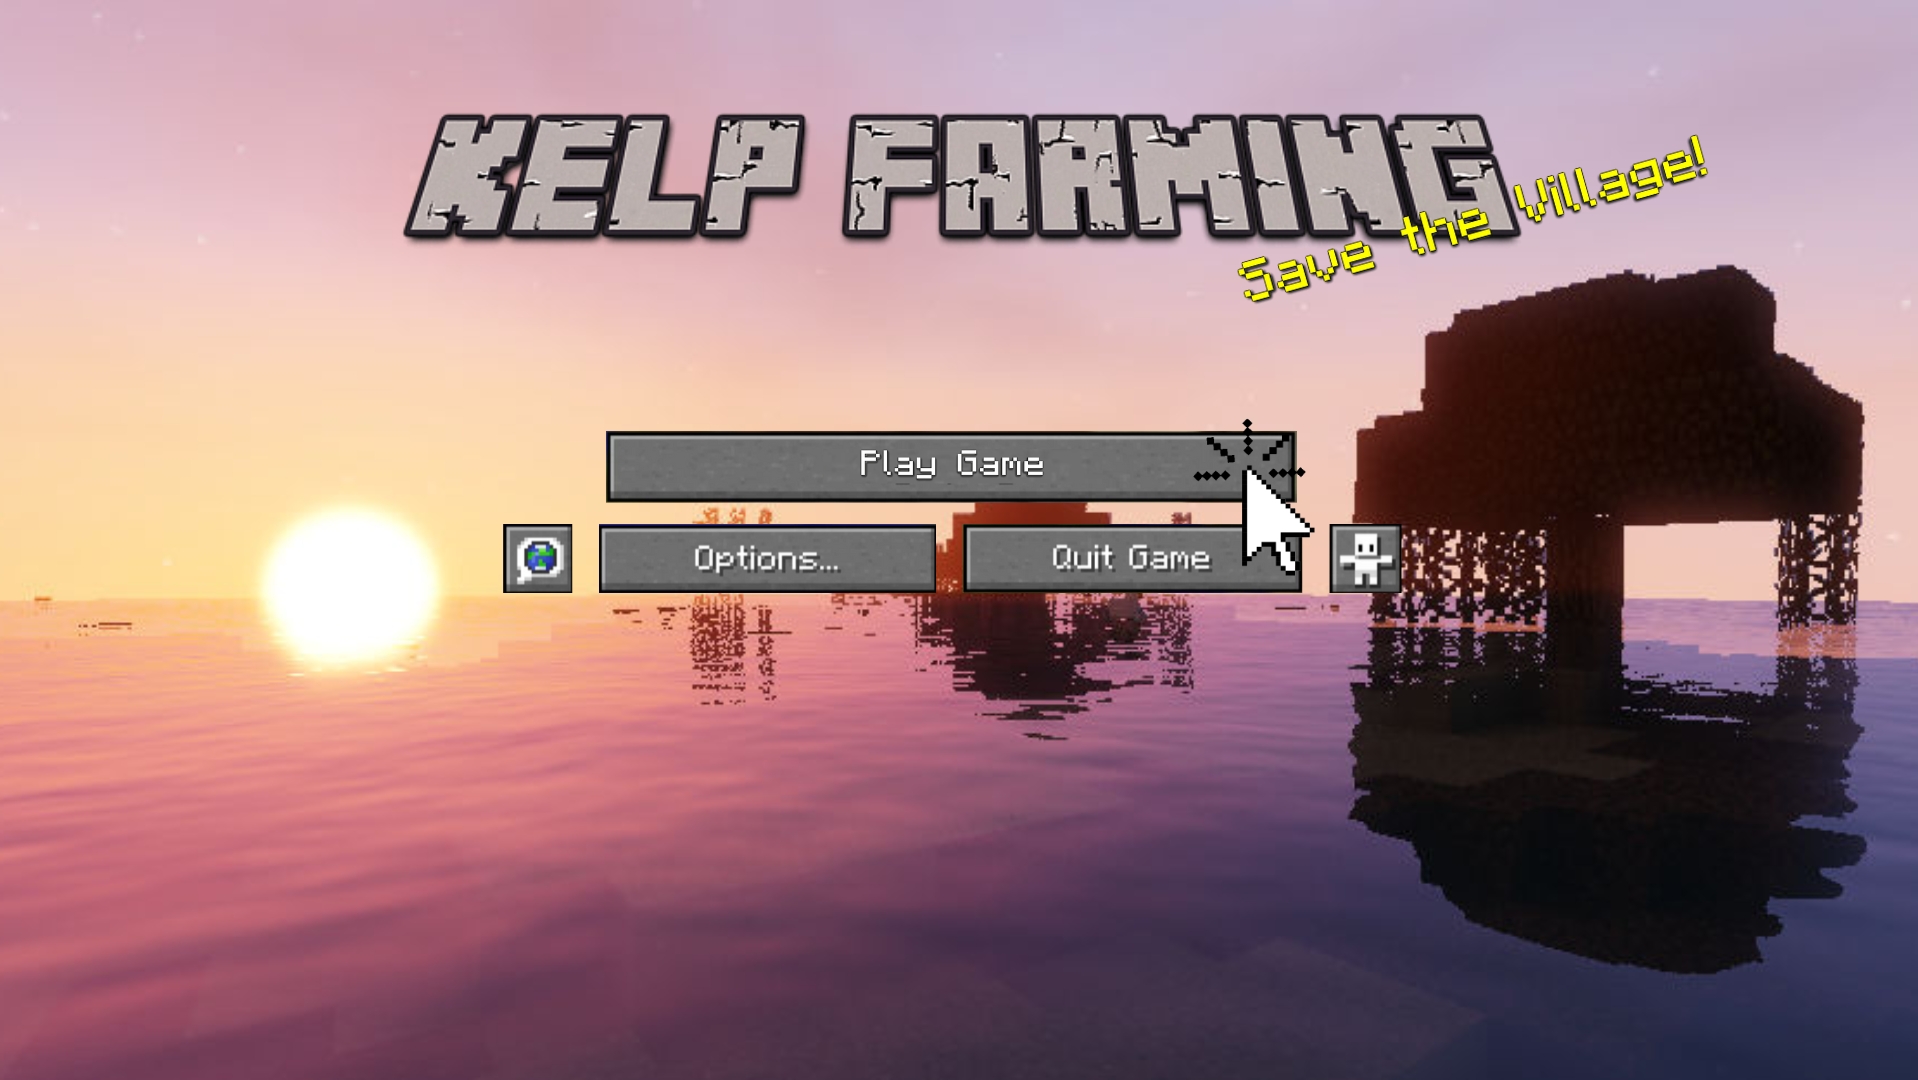 KELP FARMING
Save the Village!
Play Game
Options...
Quit Game